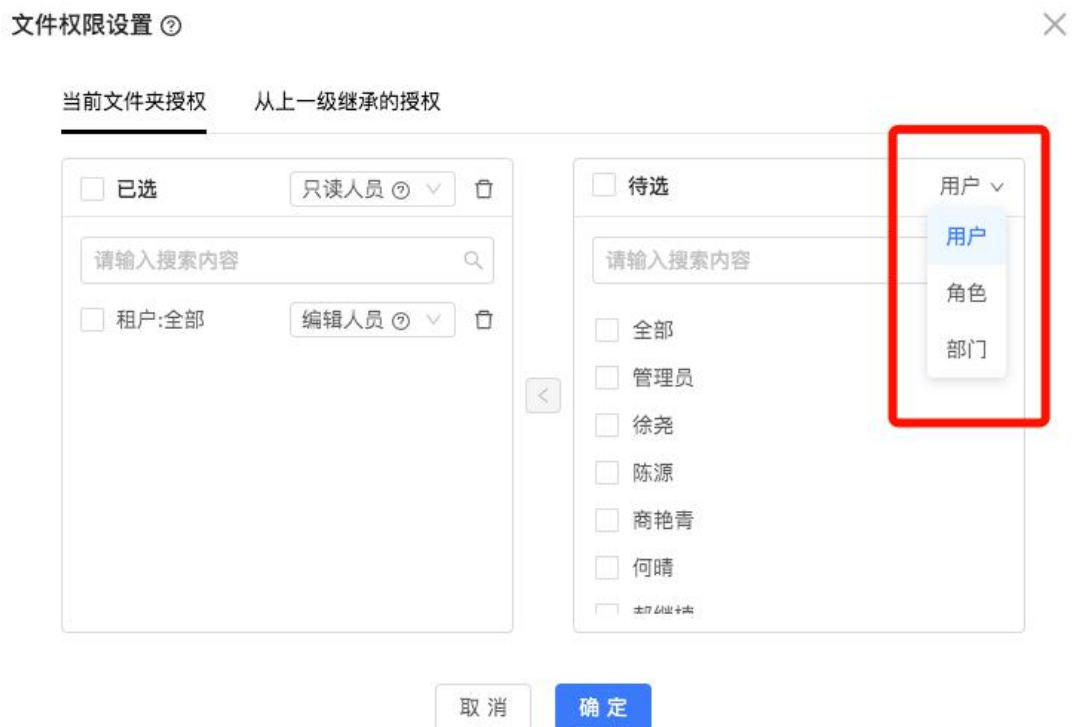 文件权限设置
当前文件夹授权 从上一级继承的授权
已选 只读人员
请输入搜索内容
租户:全部 编辑人员
待选 用户
请输入搜索内容
用户
角色
部门
全部
管理员
徐尧
陈源
商艳青
何晴
取消 确定